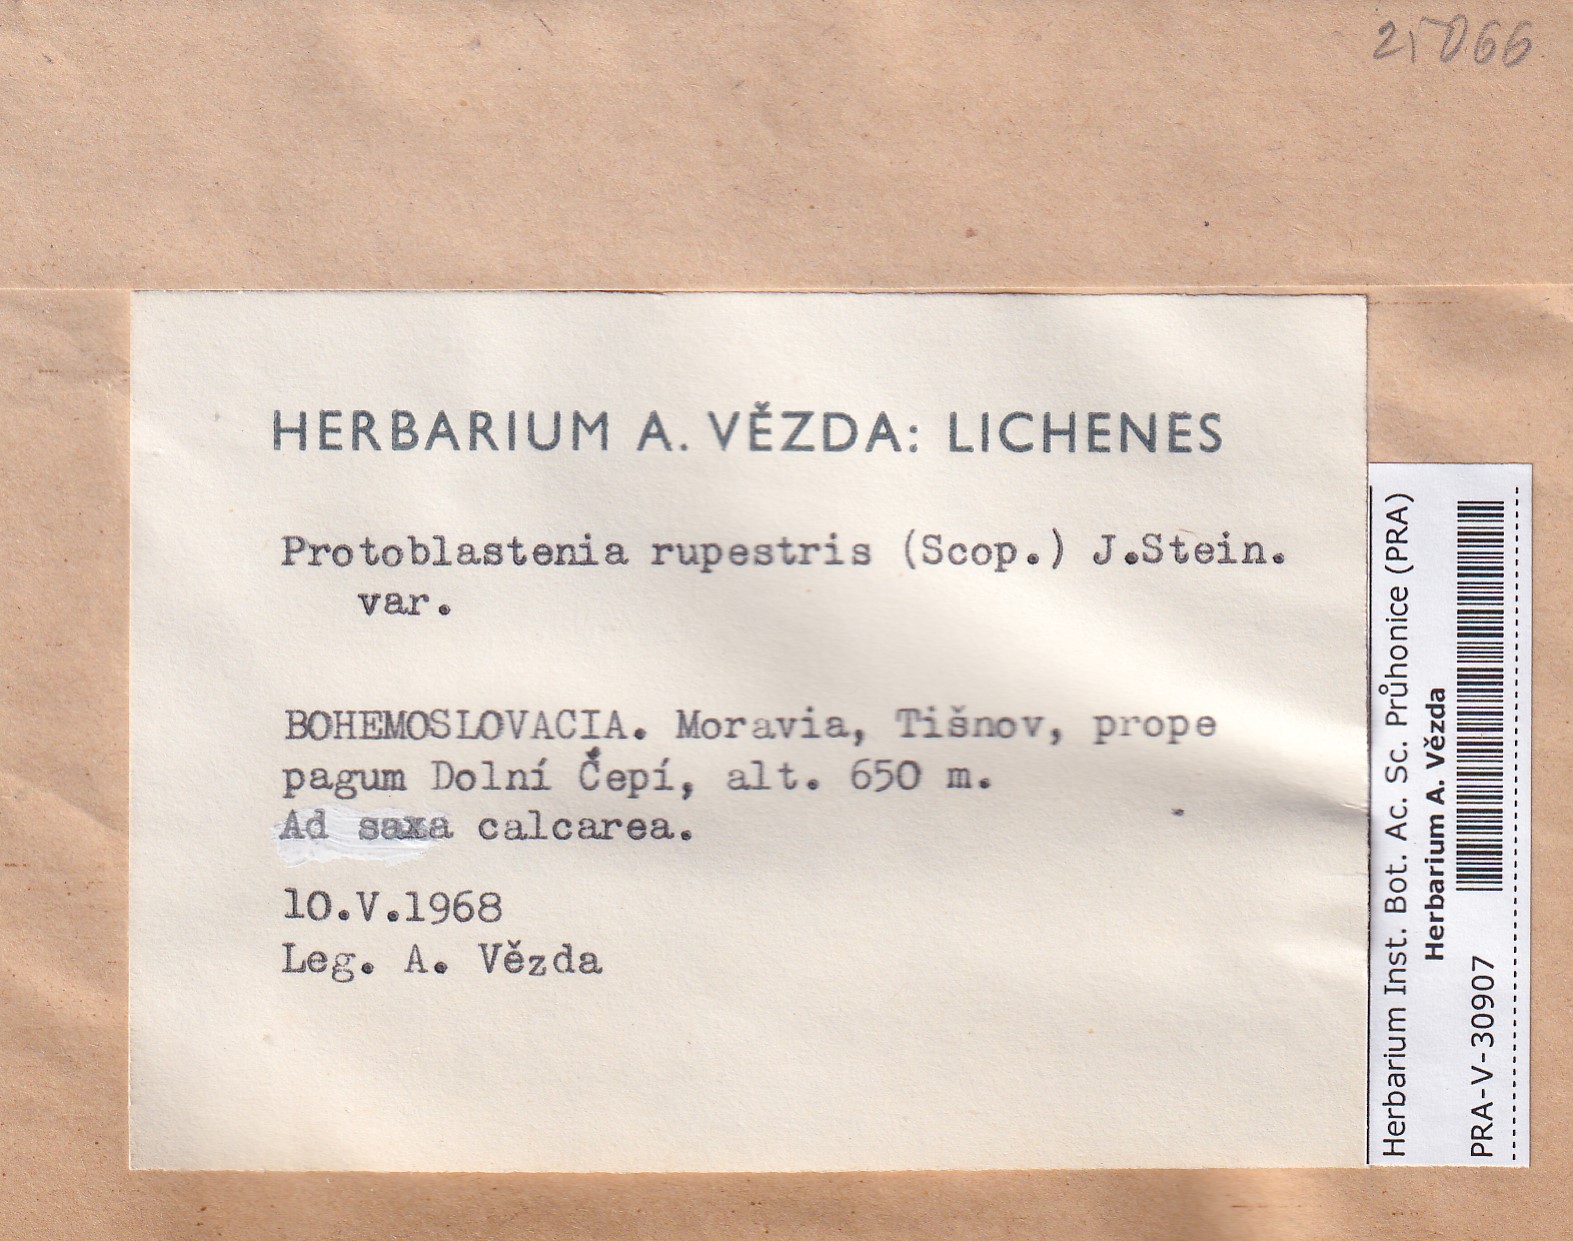 25066
HERBARIUM A. VĚZDA: LICHENES
Protoblastenia rupestris (Scop.) J.Stein.
var.
BOHEMOSLOVACIA. Moravia, Tišnov, prope
pagum Dolní Čepí, alt. 650 m.
Ad saxa calcarea.
10.V.1968
Leg. A. Vězda
Herbarium Inst. Bot. Ac. Sc. Průhonice (PRA)
Herbarium A. Vězda
PRA-V-30907